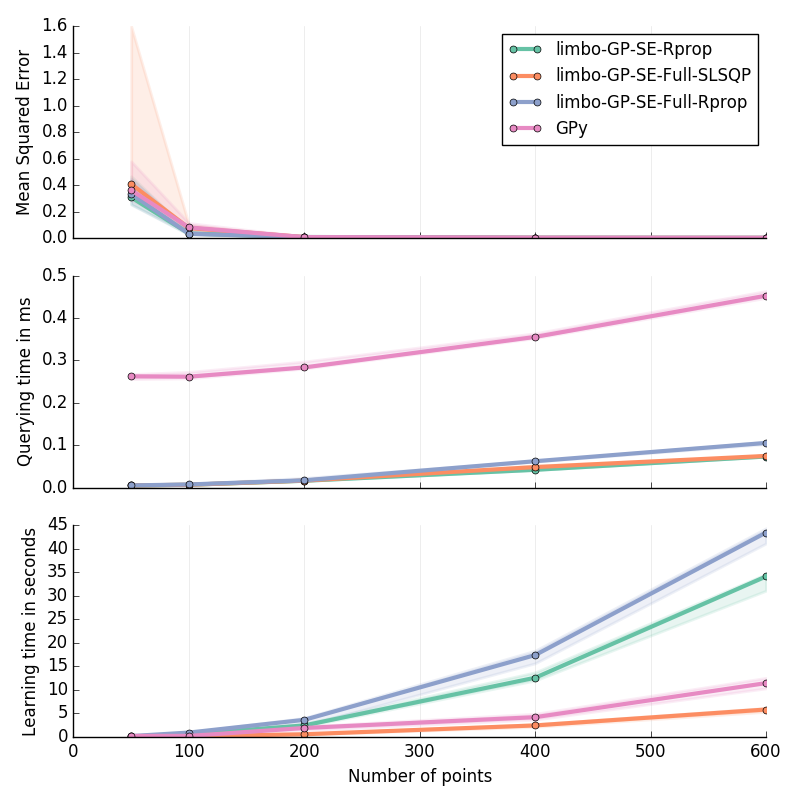 Mean Squared Error
1.6
1.4
1.2
1.0
0.8
0.6
0.4
0.2
0.0
limbo-GP-SE-Rprop
limbo-GP-SE-Full-SLSQP
limbo-GP-SE-Full-Rprop
GPy
Querying time in ms
0.5
0.4
0.3
0.2
0.1
0.0
Learning time in seconds
45
40
35
30
25
20
15
10
5
0
0 100 200 300 400 500 600
Number of points